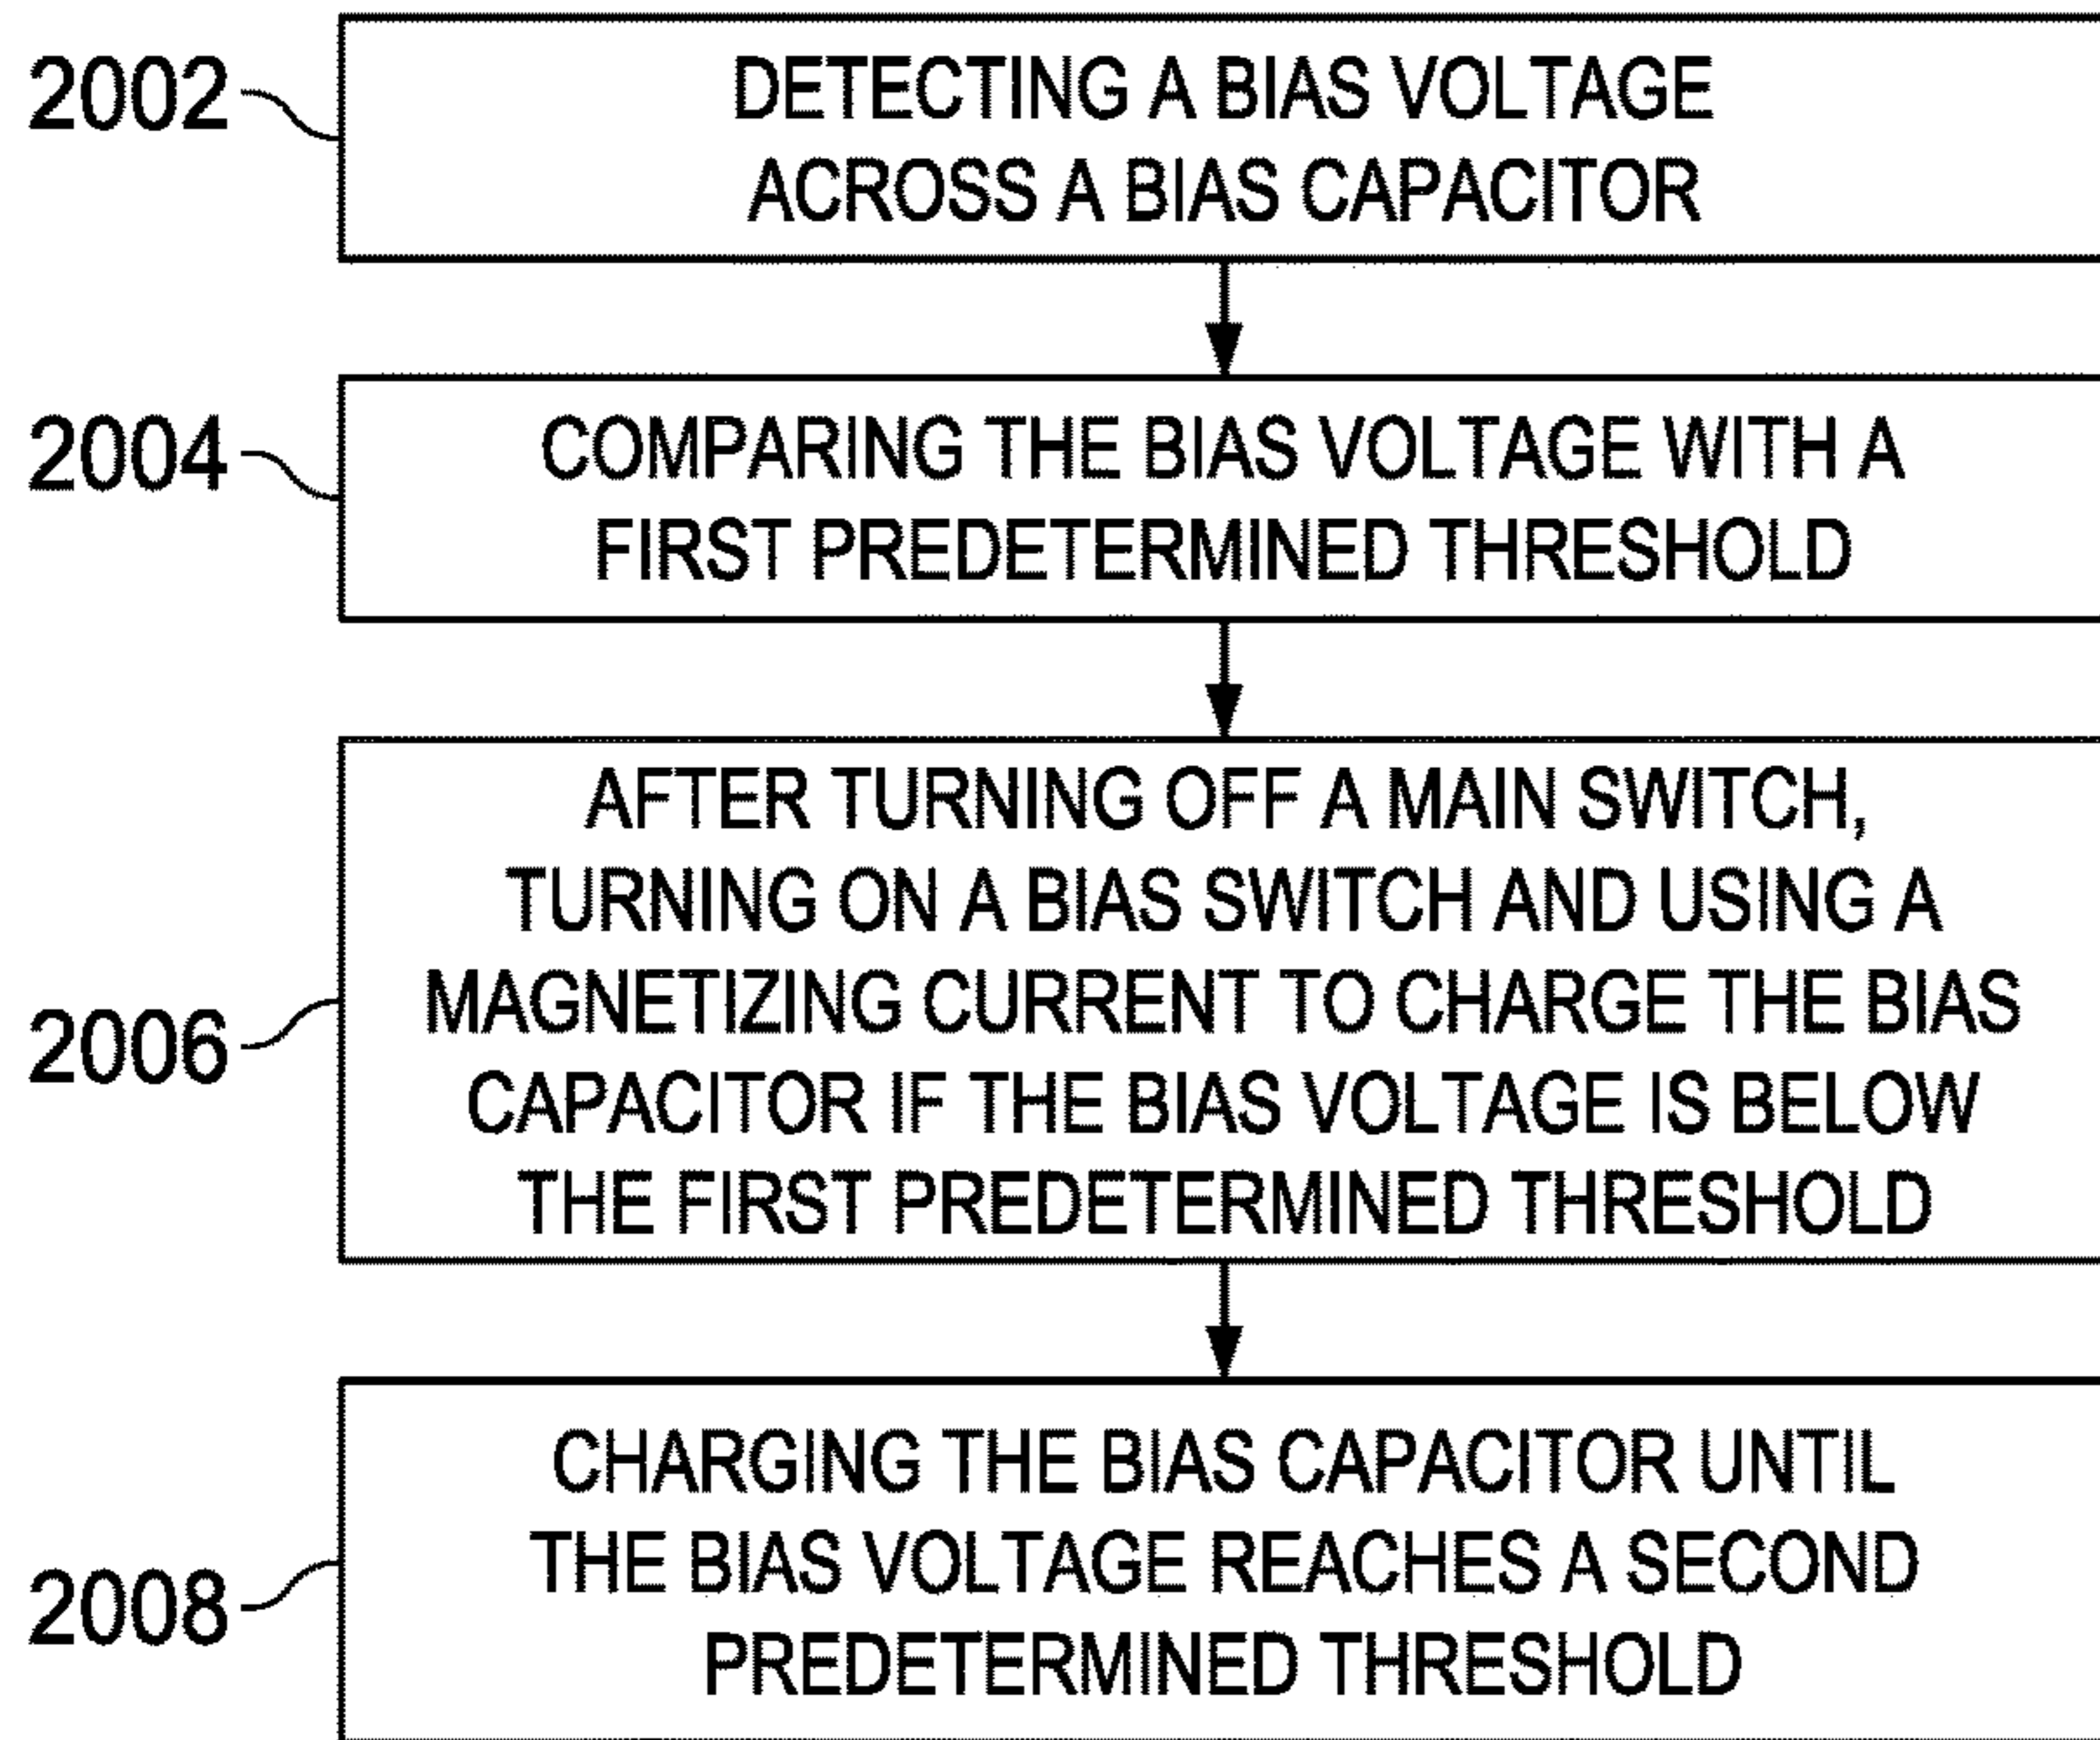 2002
DETECTING A BIAS VOLTAGE
ACROSS A BIAS CAPACITOR
2004
COMPARING THE BIAS VOLTAGE WITH A
FIRST PREDETERMINED THRESHOLD
2006
AFTER TURNING OFF A MAIN SWITCH,
TURNING ON A BIAS SWITCH AND USING A
MAGNETIZING CURRENT TO CHARGE THE BIAS
CAPACITOR IF THE BIAS VOLTAGE IS BELOW
THE FIRST PREDETERMINED THRESHOLD
2008
CHARGING THE BIAS CAPACITOR UNTIL
THE BIAS VOLTAGE REACHES A SECOND
PREDETERMINED THRESHOLD